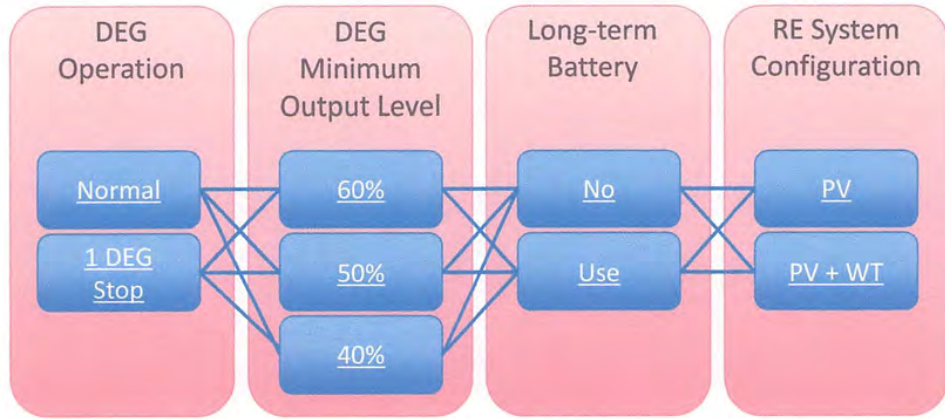 DEG
Operation
Normal
1 DEG
Stop
DEG
Minimum
Output Level
60%
50%
40%
Long-term
Battery
No
Use
RE System
Configuration
PV
PV + WT